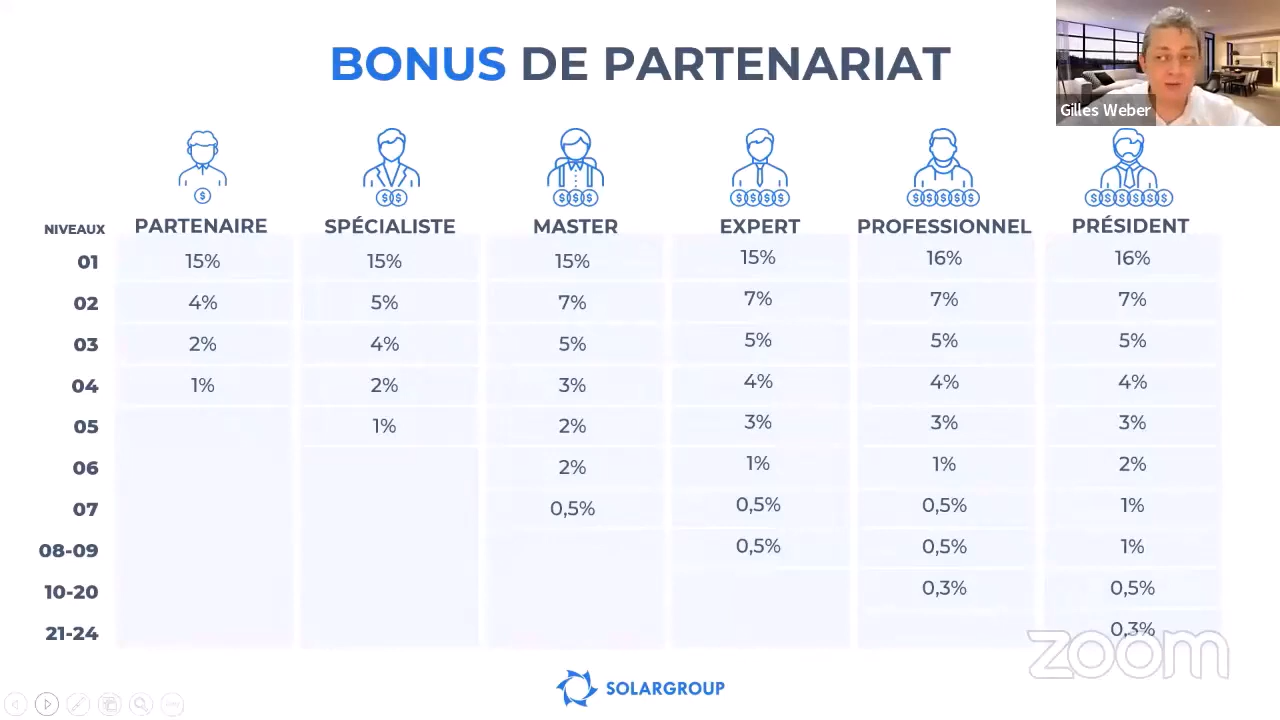 BONUS DE PARTENARIAT
Gilles Weber
NIVEAUX PARTENAIRE SPÉCIALISTE MASTER EXPERT PROFESSIONNEL PRÉSIDENT
01 15% 15% 15% 15% 16% 16%
02 4% 5% 7% 7% 7% 7%
03 2% 4% 5% 5% 5% 5%
04 1% 2% 3% 4% 4% 4%
05 1% 2% 3% 3% 3%
06 2% 1% 1% 2%
07 0,5% 0,5% 0,5% 1%
08-09 0,5% 0,5% 1%
10-20 0,3% 0,5%
21-24 0,3%
zoom
SOLARGROUP